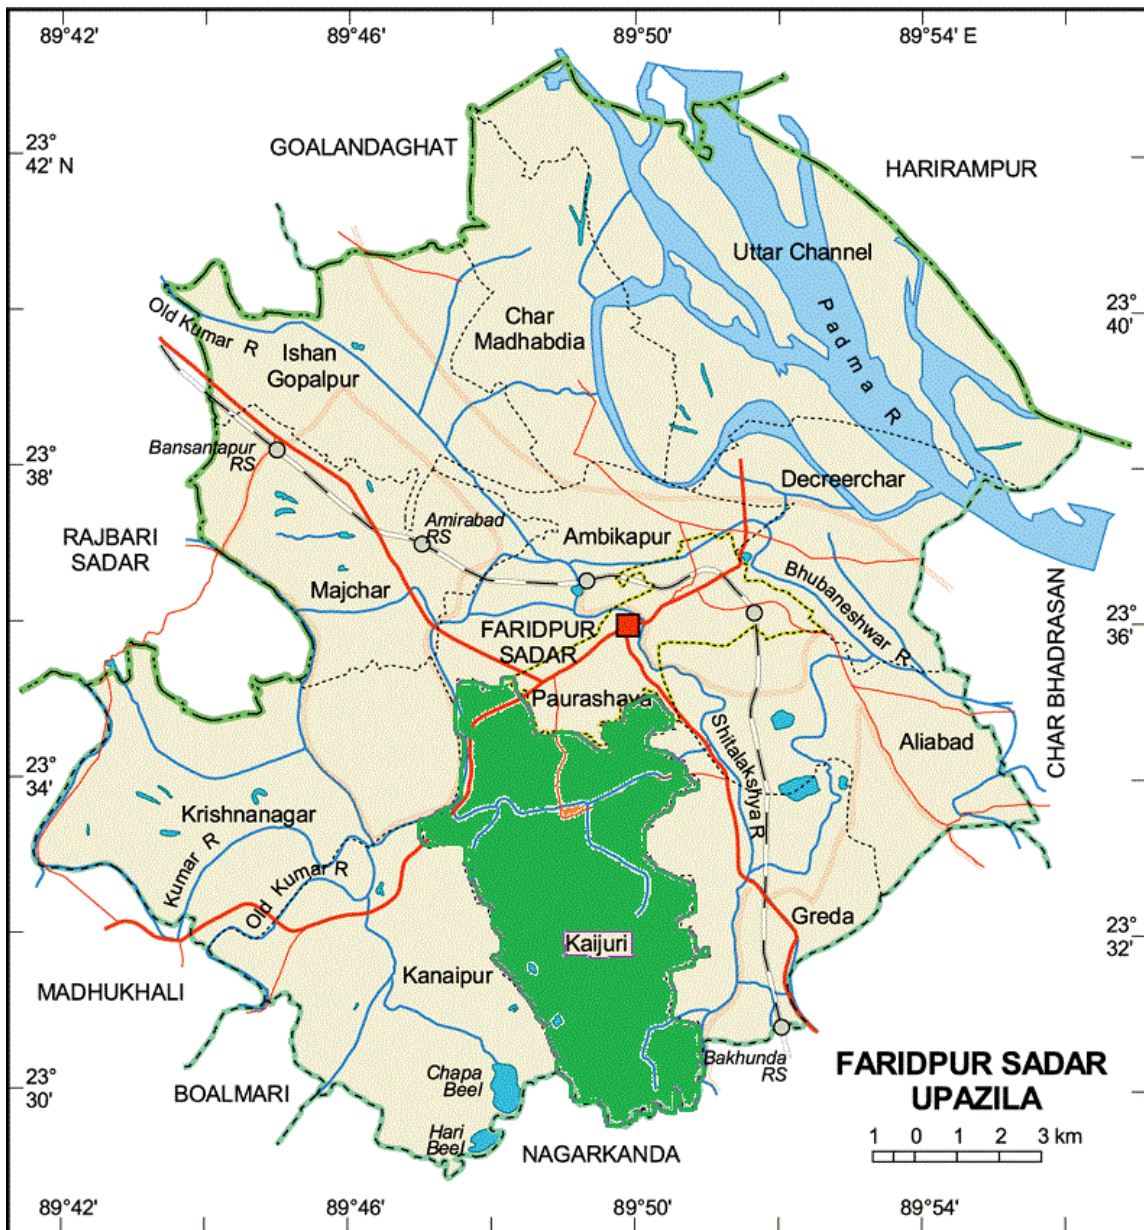 89°42'
89°46'
89°50'
89°54' E
23°
42' N
GOALANDAGHAT
HARIRAMPUR
Uttar Channel
Padma R
23°
40'
Old Kumar R
Ishan
Gopalpur
Char
Madhabdia
Bansantapur
RS
23°
38'
Decreerchar
Amirabad
RS
Ambikapur
RAJBARI
SADAR
Majchar
Bhubaneshwar R
23°
36'
FARIDPUR
SADAR
Paurashava
CHAR BHADRASAN
Shitalakshya R
Aliabad
23°
34'
Krishnanagar
Kumar R
Old Kumar R
Greda
Kaijuri
23°
32'
Kanaipur
MADHUKHALI
Bakhunda
RS
FARIDPUR SADAR
UPAZILA
Chapa
Beel
BOALMARI
23°
30'
Hari
Beel
NAGARKANDA
1 0 1 2 3 km
89°42'
89°46'
89°50'
89°54'